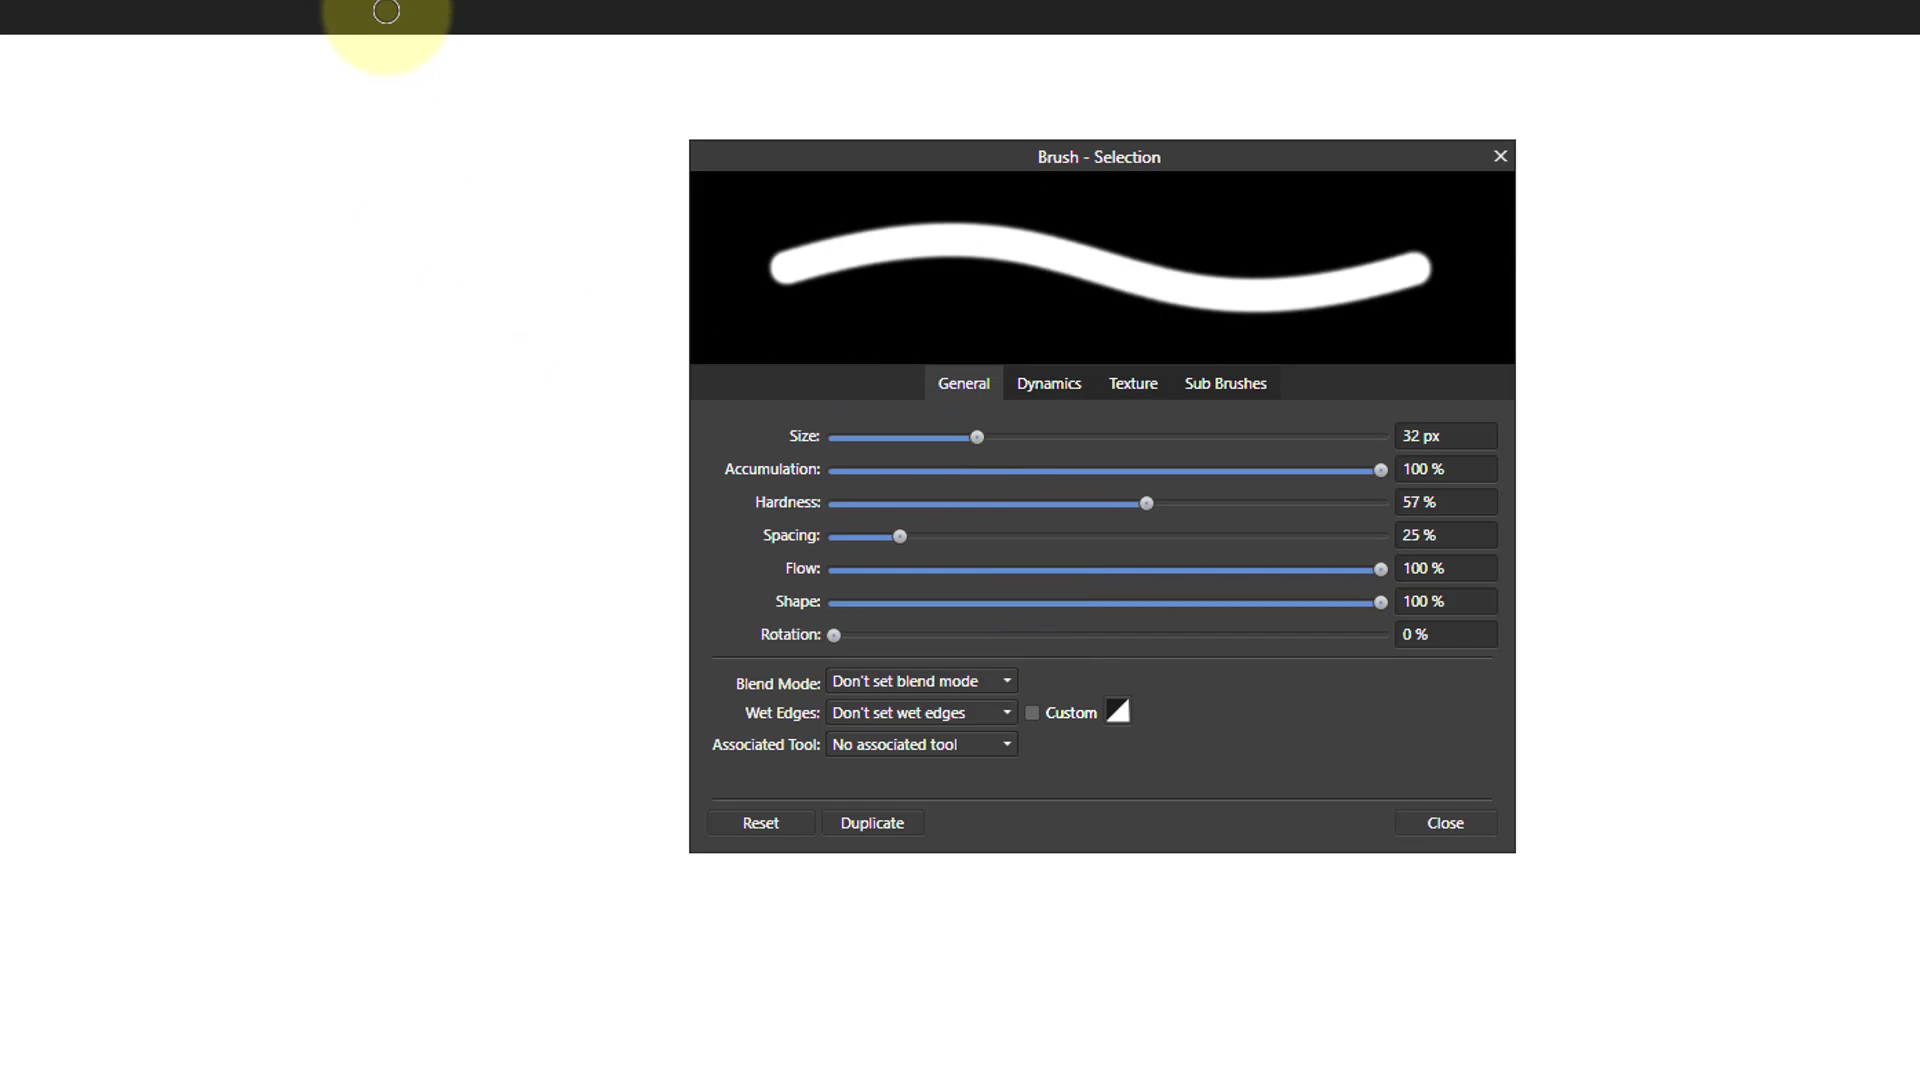 Brush - Selection
General Dynamics Texture Sub Brushes
Size: 32 px
Accumulation: 100 %
Hardness: 57 %
Spacing: 25 %
Flow: 100 %
Shape: 100 %
Rotation: 0 %
Blend Mode: Don't set blend mode
Wet Edges: Don't set wet edges Custom
Associated Tool: No associated tool
Reset Duplicate Close